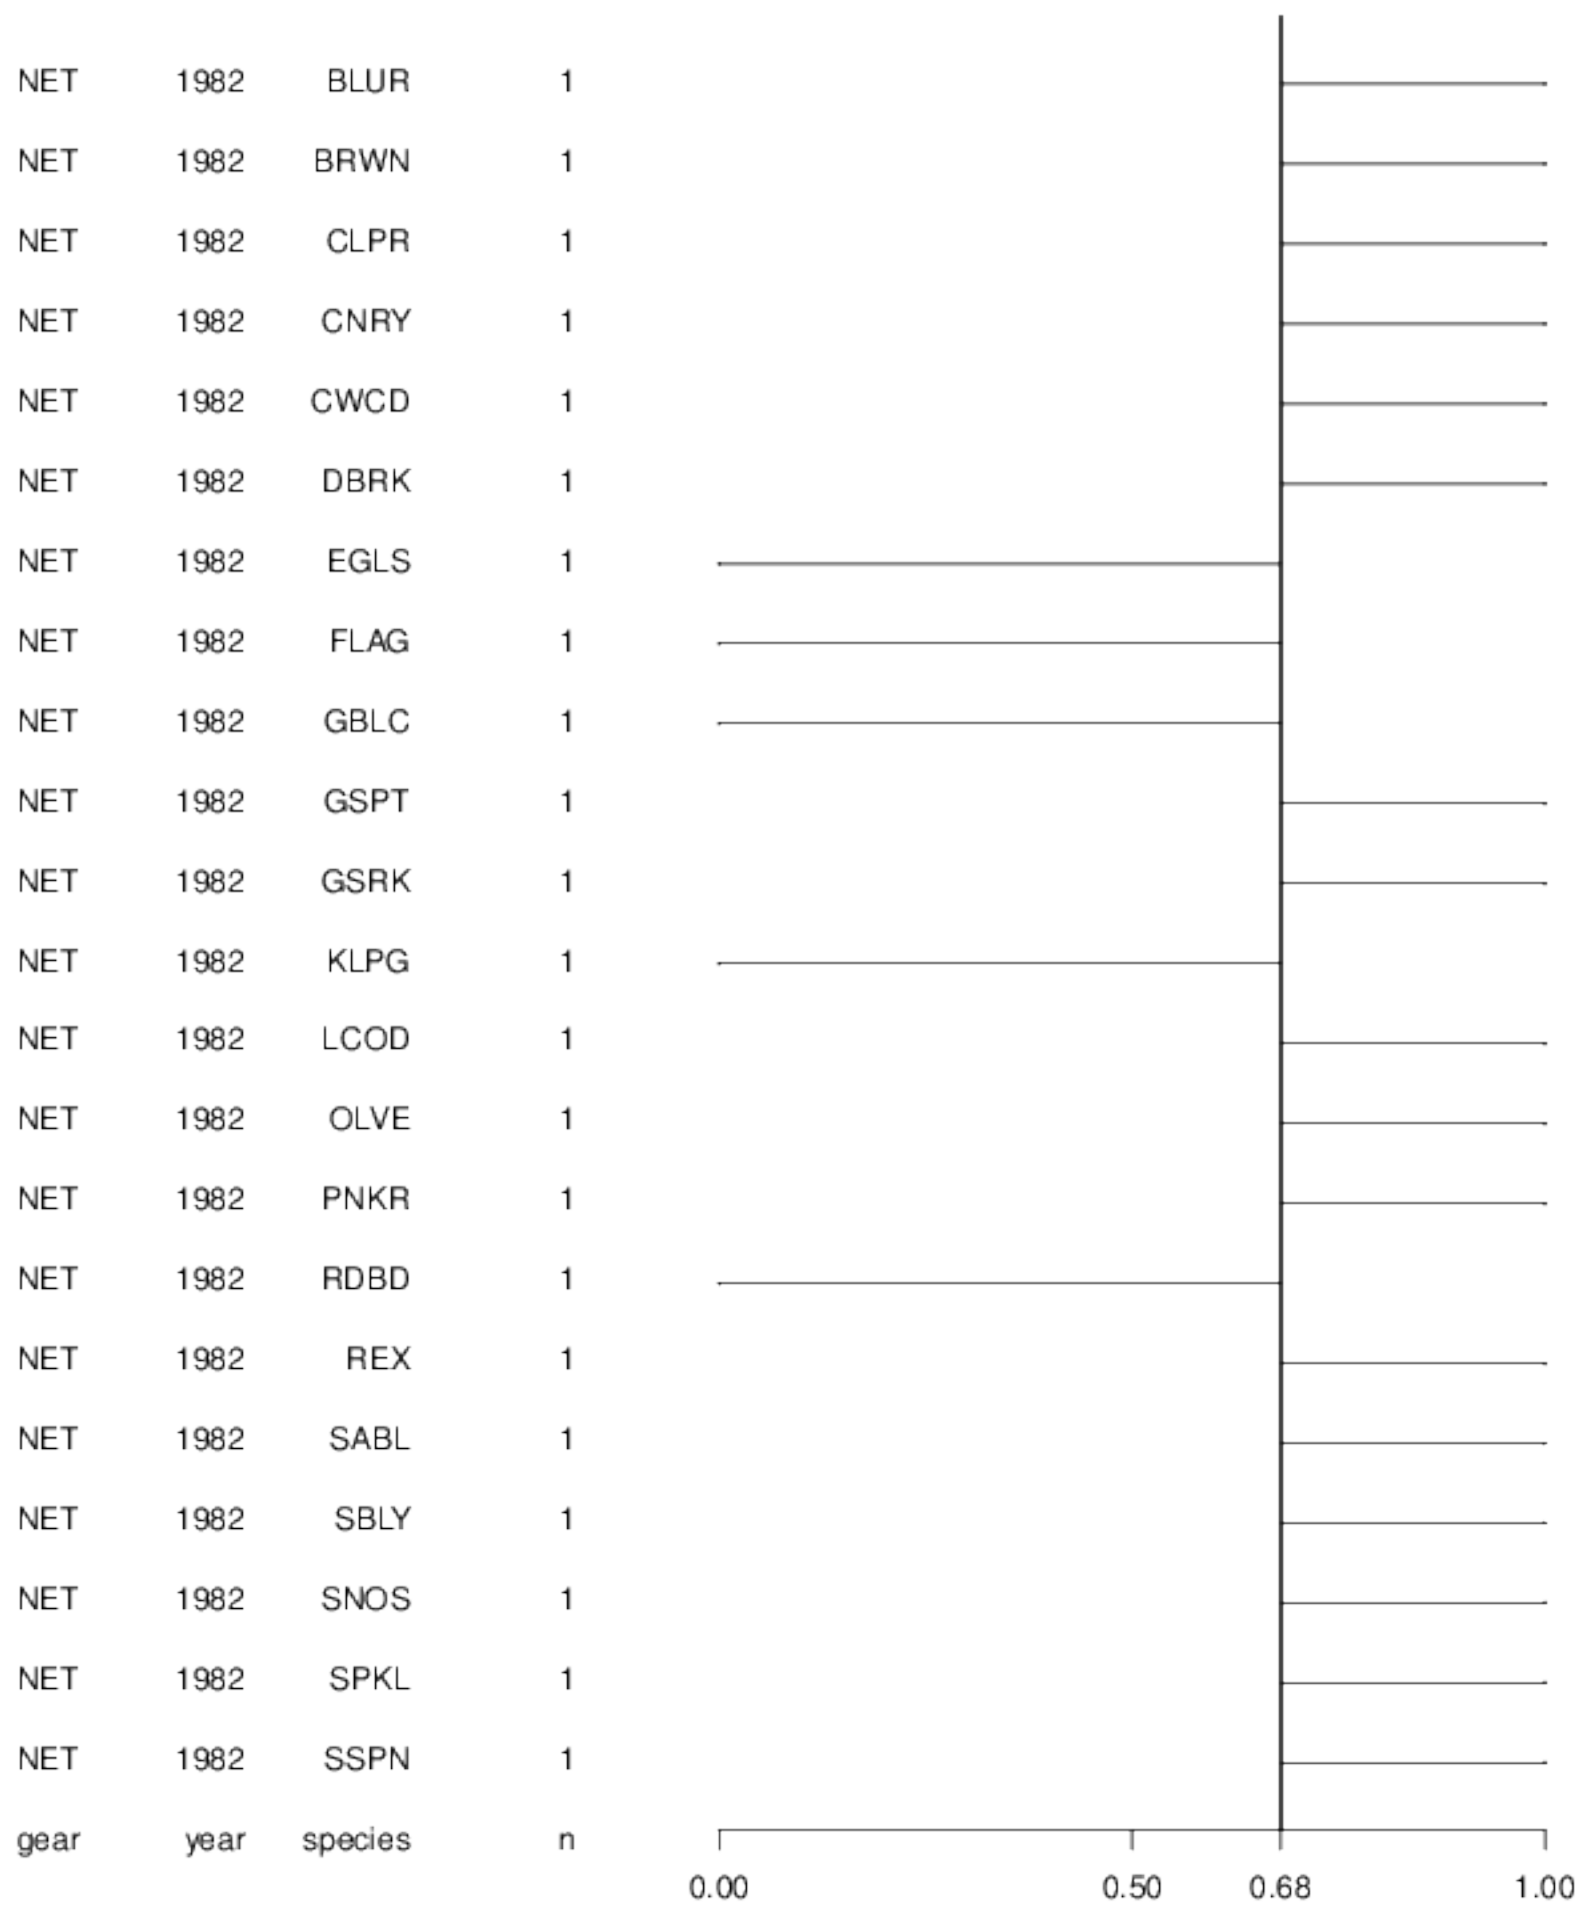 NET 1982 BLUR 1
NET 1982 BRWN 1
NET 1982 CLPR 1
NET 1982 CNRY 1
NET 1982 CWCD 1
NET 1982 DBRK 1
NET 1982 EGLS 1
NET 1982 FLAG 1
NET 1982 GBLC 1
NET 1982 GSPT 1
NET 1982 GSRK 1
NET 1982 KLPG 1
NET 1982 LCOD 1
NET 1982 OLVE 1
NET 1982 PNKR 1
NET 1982 RDBD 1
NET 1982 REX 1
NET 1982 SABL 1
NET 1982 SBLY 1
NET 1982 SNOS 1
NET 1982 SPKL 1
NET 1982 SSPN 1
gear year species n
0.00 0.50 0.68 1.00